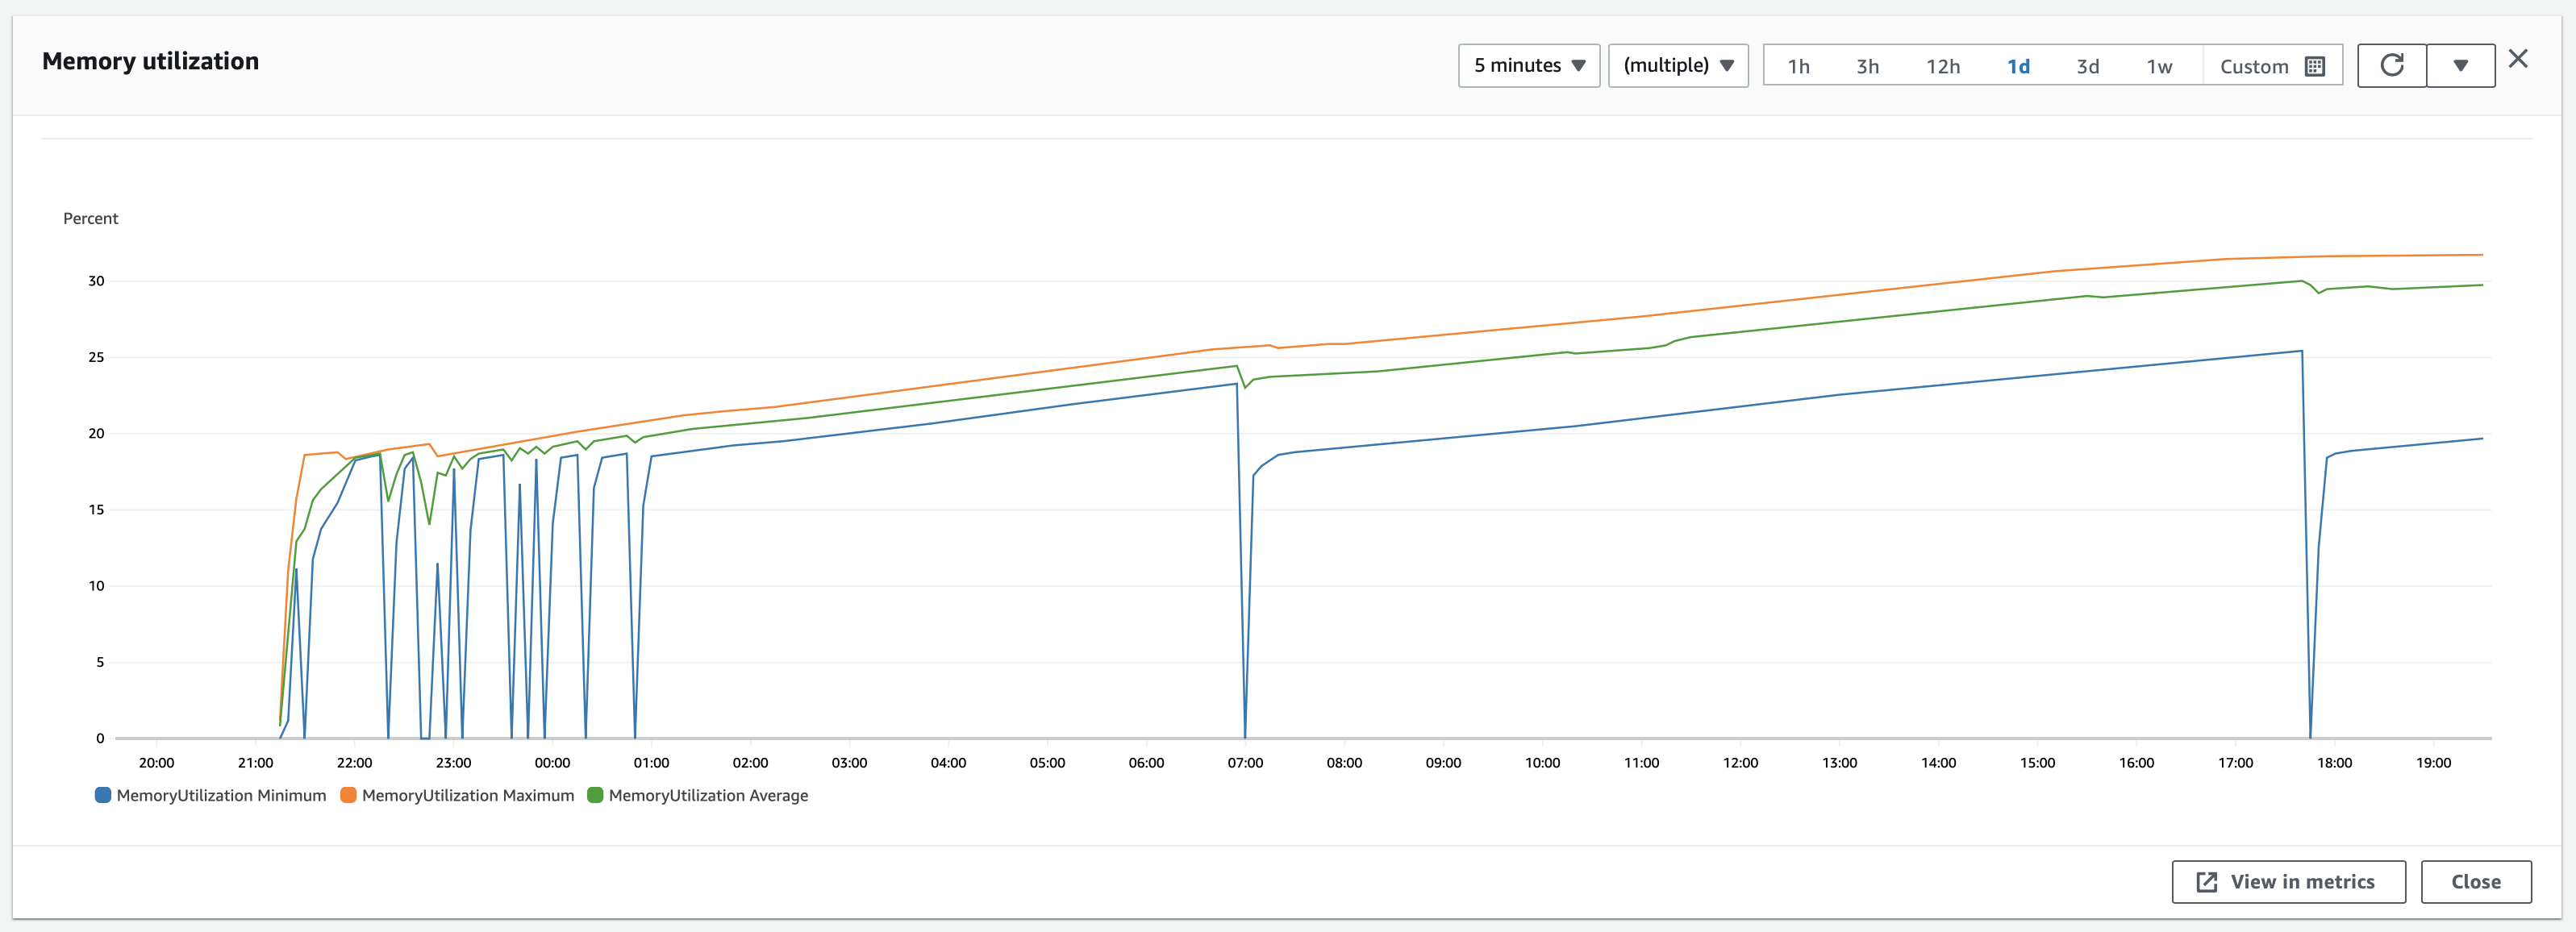 Memory utilization
5 minutes (multiple) 1h 3h 12h 1d 3d 1w Custom
Percent
30
25
20
15
10
5
0
20:00 21:00 22:00 23:00 00:00 01:00 02:00 03:00 04:00 05:00 06:00 07:00 08:00 09:00 10:00 11:00 12:00 13:00 14:00 15:00 16:00 17:00 18:00 19:00
MemoryUtilization Minimum MemoryUtilization Maximum MemoryUtilization Average
View in metrics Close